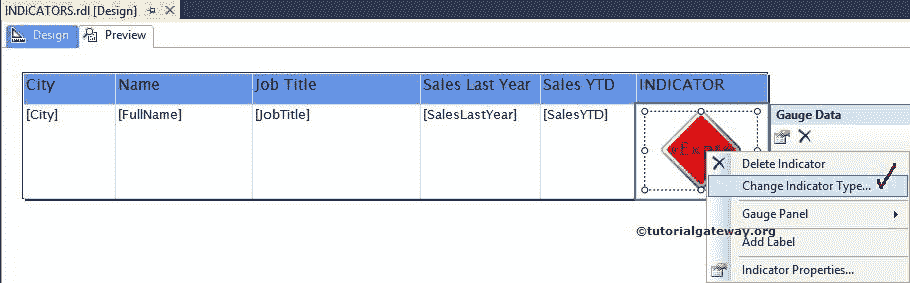 INDICATORS.rdl [Design]
Design Preview
City Name Job Title Sales Last Year Sales YTD INDICATOR
[City] [FullName] [JobTitle] [SalesLastYear] [SalesYTD] «Expr»
Gauge Data
Delete Indicator
Change Indicator Type...
Gauge Panel
©tutorialgateway.org
Add Label
Indicator Properties...